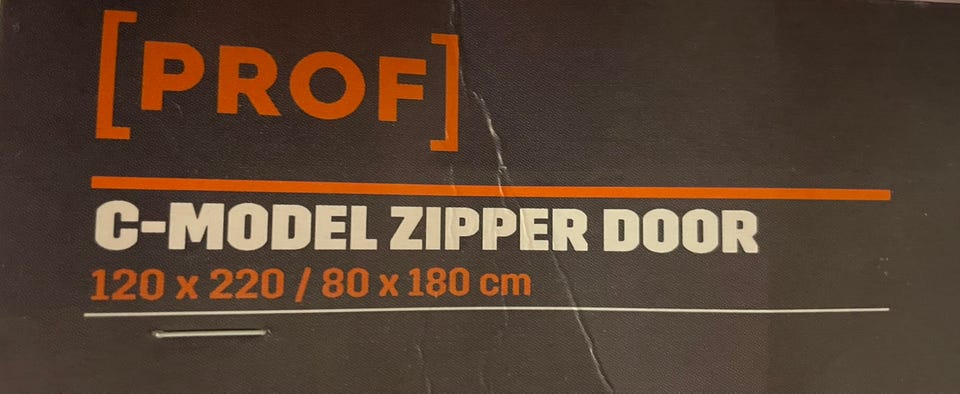 [PROF]
C-MODEL ZIPPER DOOR
120 x 220 / 80 x 180 cm